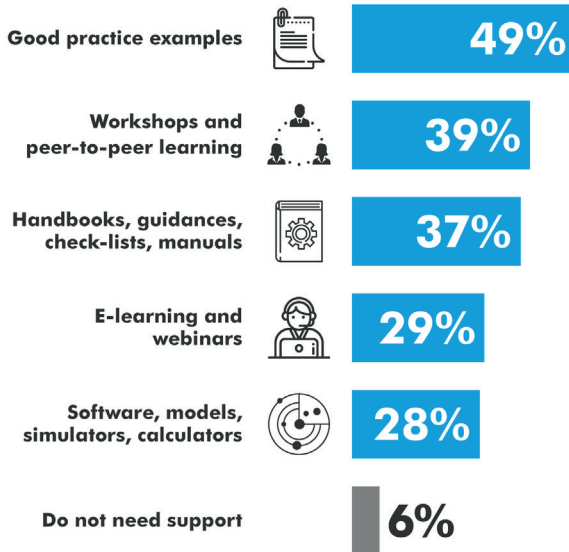 Good practice examples
49%
Workshops and
peer-to-peer learning
39%
Handbooks, guidances,
check-lists, manuals
37%
E-learning and
webinars
29%
Software, models,
simulators, calculators
28%
Do not need support
6%